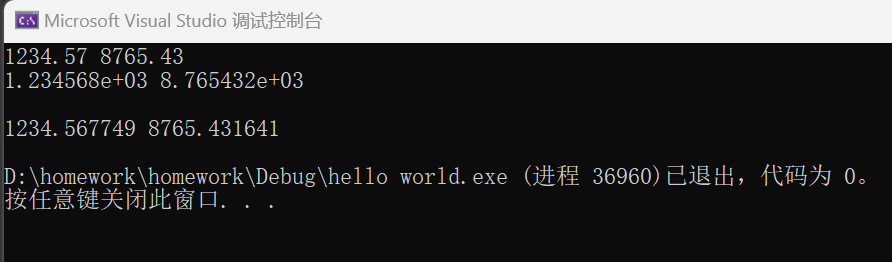 Microsoft Visual Studio 调试控制台
1234.57 8765.43
1.234568e+03 8.765432e+03
1234.567749 8765.431641
D:\homework\homework\Debug\hello world.exe (进程 36960)已退出，代码为 0。
按任意键关闭此窗口. . .